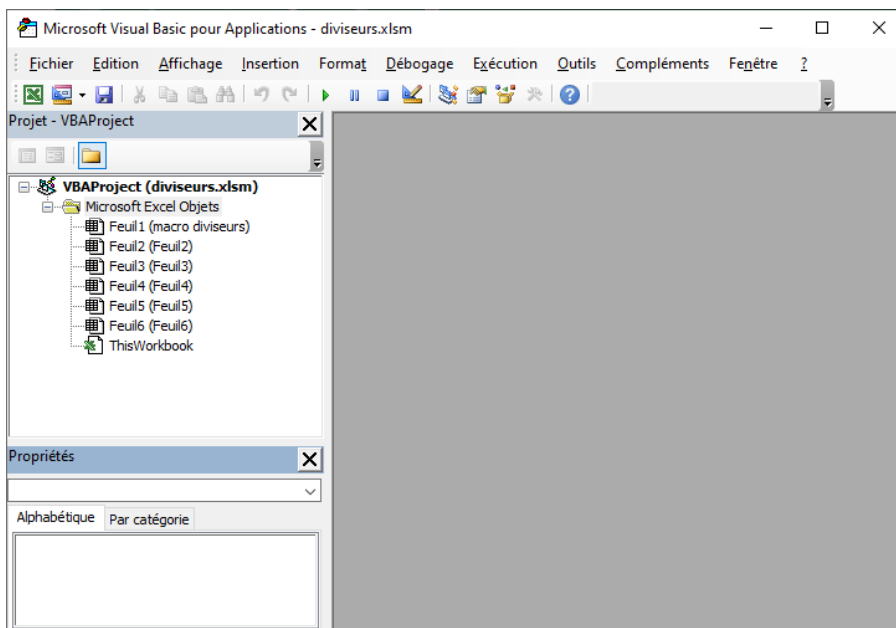 Microsoft Visual Basic pour Applications - diviseurs.xlsm
Fichier Edition Affichage Insertion Format Débogage Exécution Outils Compléments Fenêtre ?
Projet - VBAProject
VBAProject (diviseurs.xlsm)
Microsoft Excel Objets
Feuil1 (macro diviseurs)
Feuil2 (Feuil2)
Feuil3 (Feuil3)
Feuil4 (Feuil4)
Feuil5 (Feuil5)
Feuil6 (Feuil6)
ThisWorkbook
Propriétés
Alphabétique Par catégorie